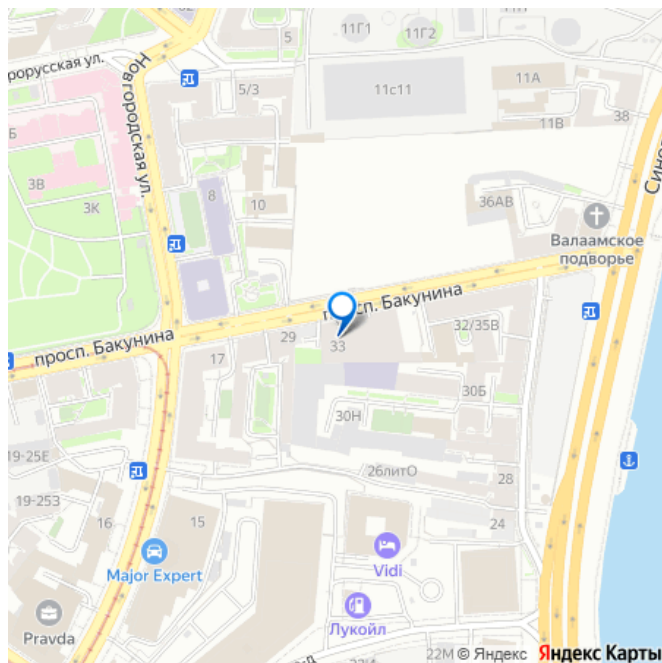 5
11Г1
11Г2
орусская ул.
Новгородская ул.
5/3
11с11
11А
11В
38
Б
3В
3К
8
10
36АВ
Валаамское
подворье
просп. Бакунина
просп. Бакунина
29
33
17
32/35В
30Б
30Н
26литО
28
24
19-25Е
19-253
16
15
Major Expert
Vidi
Pravda
Лукойл
22М
© Яндекс
Яндекс Карты